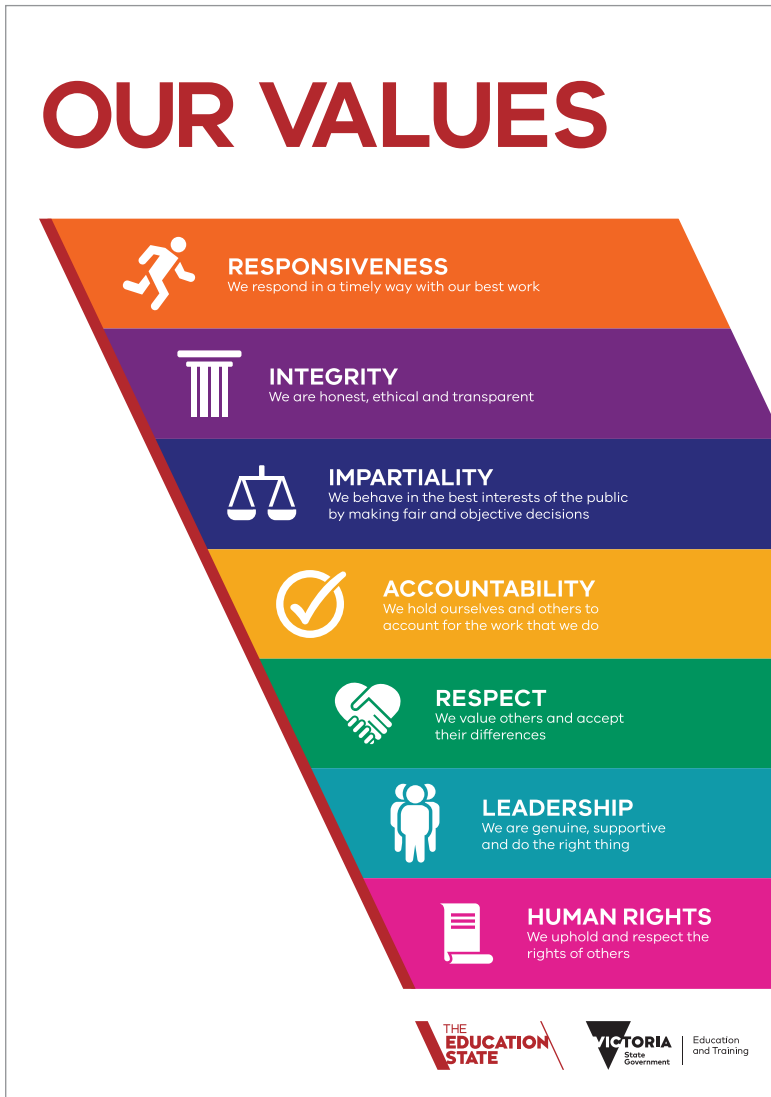 OUR VALUES
RESPONSIVENESS
We respond in a timely way with our best work
INTEGRITY
We are honest, ethical and transparent
IMPARTIALITY
We behave in the best interests of the public
by making fair and objective decisions
ACCOUNTABILITY
We hold ourselves and others to
account for the work that we do
RESPECT
We value others and accept
their differences
LEADERSHIP
We are genuine, supportive
and do the right thing
HUMAN RIGHTS
We uphold and respect the
rights of others
THE
EDUCATION
STATE
VICTORIA
State
Government
Education
and Training